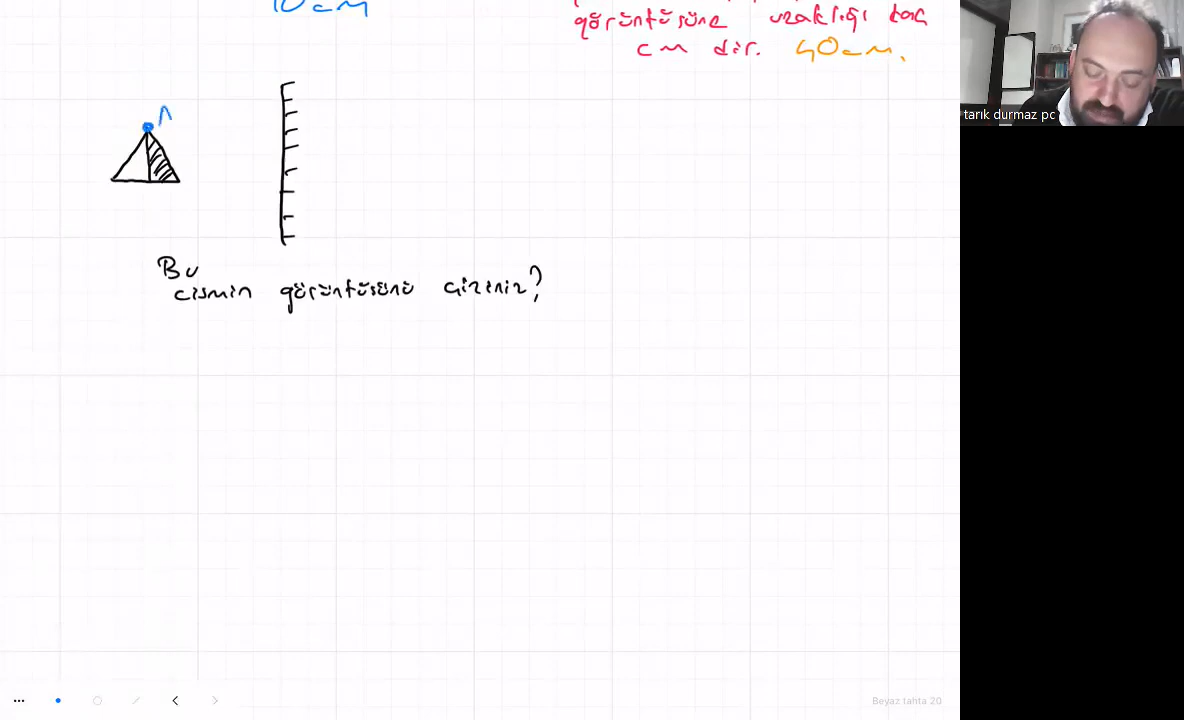 10cm
görüntüsüne uzaklığı kaç
cm dir. 40cm.
tarık durmaz pc
A
Bu
cismin görüntüsünü çiziniz?
Beyaz tahta 20